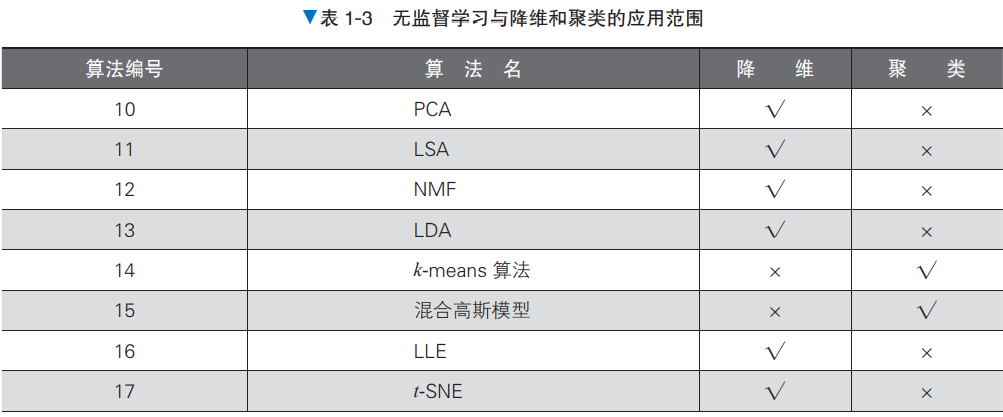 ▼表 1-3 无监督学习与降维和聚类的应用范围
算法编号 算 法 名 降 维 聚 类
10 PCA √ ×
11 LSA √ ×
12 NMF √ ×
13 LDA √ ×
14 k-means 算法 × √
15 混合高斯模型 × √
16 LLE √ ×
17 t-SNE √ ×